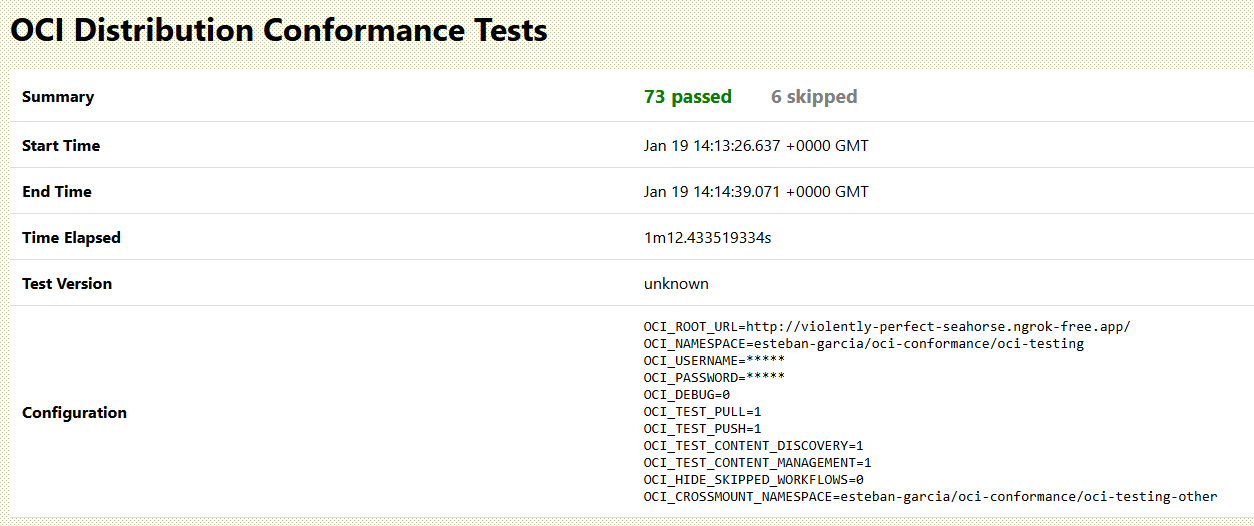 OCI Distribution Conformance Tests
Summary 73 passed 6 skipped
Start Time Jan 19 14:13:26.637 +0000 GMT
End Time Jan 19 14:14:39.071 +0000 GMT
Time Elapsed 1m12.433519334s
Test Version unknown
Configuration
OCI_ROOT_URL=http://violently-perfect-seahorse.ngrok-free.app/
OCI_NAMESPACE=esteban-garcia/oci-conformance/oci-testing
OCI_USERNAME=*****
OCI_PASSWORD=*****
OCI_DEBUG=0
OCI_TEST_PULL=1
OCI_TEST_PUSH=1
OCI_TEST_CONTENT_DISCOVERY=1
OCI_TEST_CONTENT_MANAGEMENT=1
OCI_HIDE_SKIPPED_WORKFLOWS=0
OCI_CROSSMOUNT_NAMESPACE=esteban-garcia/oci-conformance/oci-testing-other